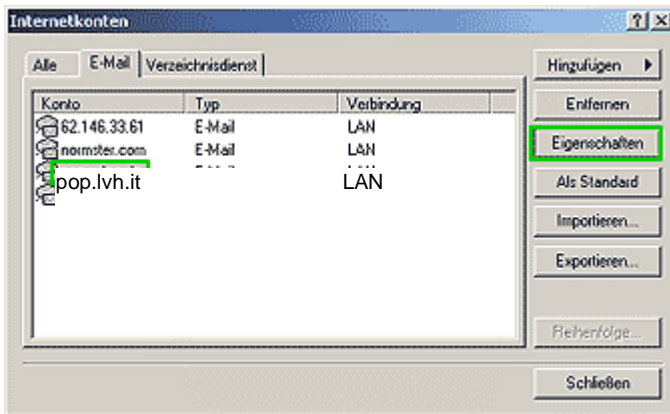 Internetkonten
Alle E-Mail Verzeichnisdienst
Hinzufügen
Konto Typ Verbindung
Entfernen
62.146.33.61 E-Mail LAN
Eigenschaften
normster.com E-Mail LAN
pop.lvh.it LAN
Als Standard
Importieren...
Exportieren...
Reihenfolge...
Schließen